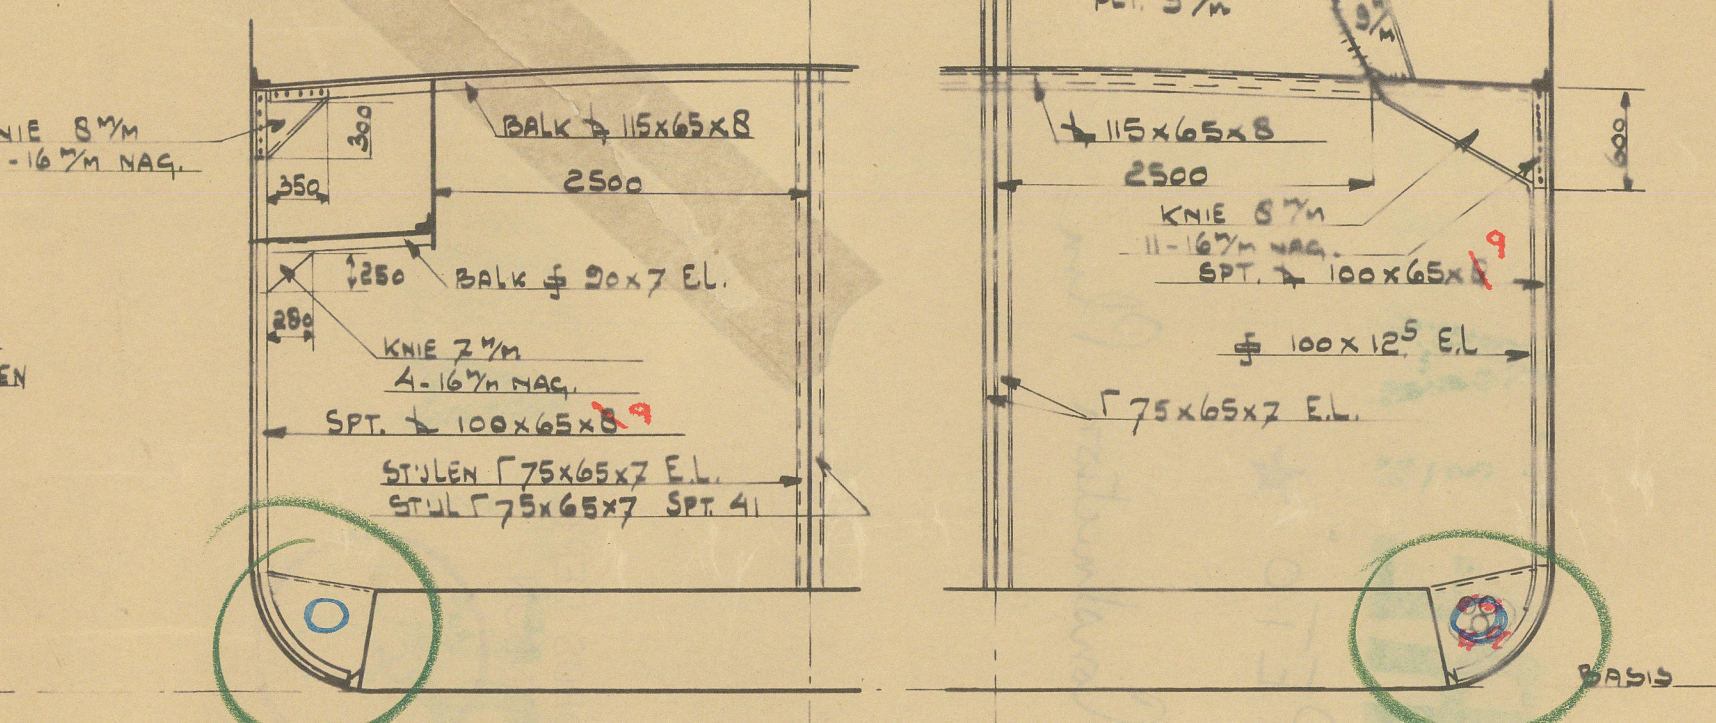 9 M/M
NIE 8 M/M
-16 M/M NAG.
300
350
BALK 115x65x8
2500
250
BALK 90x7 E.L.
280
KNIE 7 M/M
4-16 M/M NAG.
SPT. 100x65x8 9
STIJLEN 75x65x7 E.L.
STIJL 75x65x7 SPT. 41
EN
115x65x8
2500
600
KNIE 8 M/M
11-16 M/M NAG.
SPT. 100x65x8 9
100x12⁵ E.L
75x65x7 E.L.
BASIS